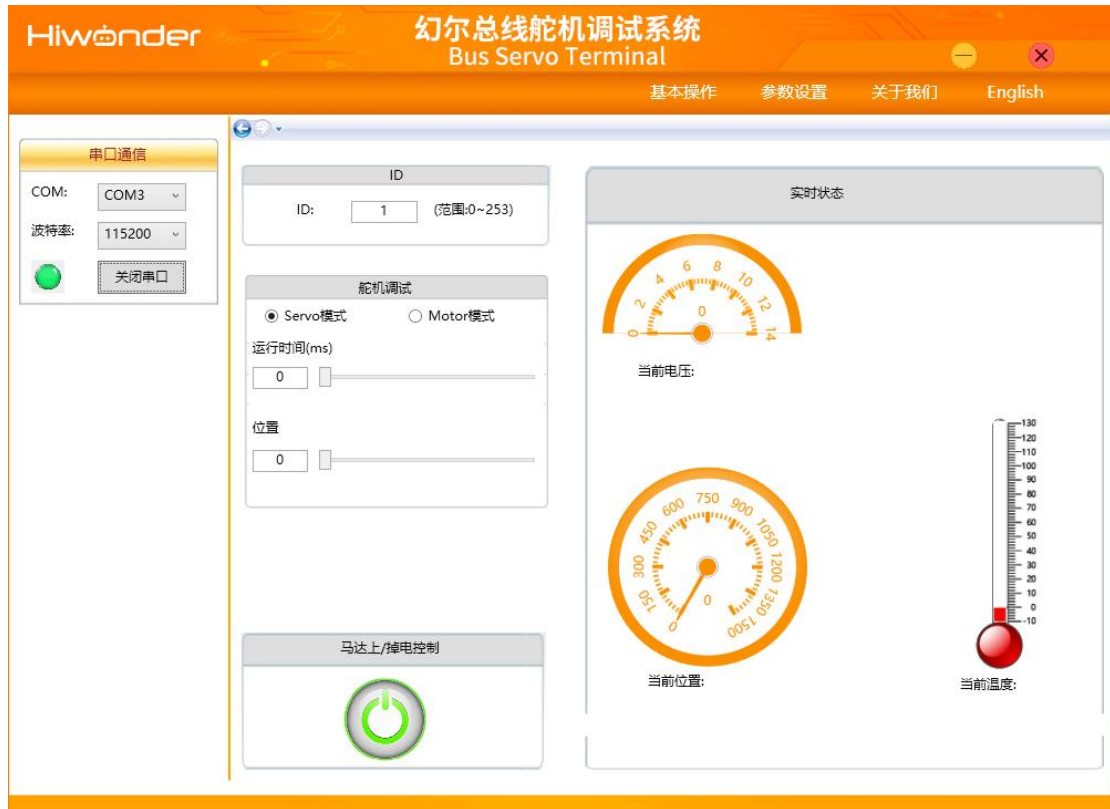 Hiwonder
幻尔总线舵机调试系统
Bus Servo Terminal
基本操作 参数设置 关于我们 English
串口通信
COM: COM3
波特率: 115200
关闭串口
ID
ID: 1 (范围:0~253)
舵机调试
Servo模式 Motor模式
运行时间(ms)
0
位置
0
马达上/掉电控制
实时状态
0 2 4 6 8 10 12 14
0
当前电压:
0 150 300 450 600 750 900 1050 1200 1350 1500
0
当前位置:
130
120
110
100
90
80
70
60
50
40
30
20
10
0
-10
当前温度: